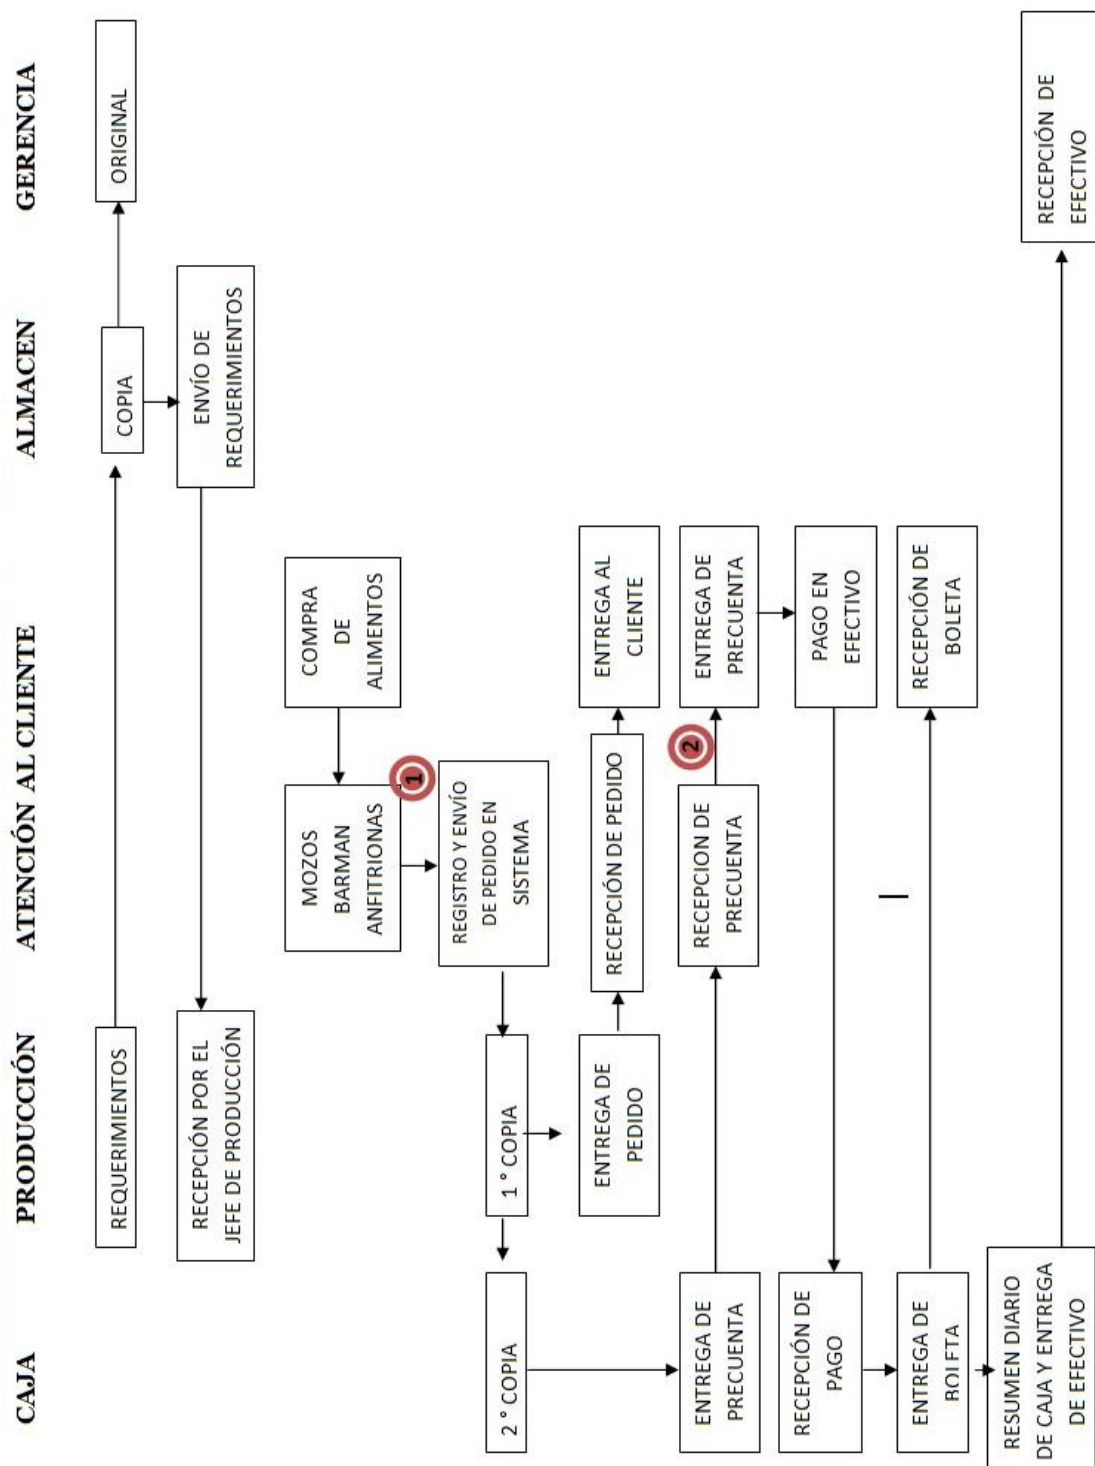 CAJA
PRODUCCIÓN
ATENCIÓN AL CLIENTE
ALMACEN
GERENCIA
REQUERIMIENTOS
COPIA
ORIGINAL
RECEPCIÓN POR EL
JEFE DE PRODUCCIÓN
ENVÍO DE
REQUERIMIENTOS
MOZOS
BARMAN
ANFITRIONAS
COMPRA
DE
ALIMENTOS
1
REGISTRO Y ENVÍO
DE PEDIDO EN
SISTEMA
2 ° COPIA
1 ° COPIA
ENTREGA DE
PEDIDO
RECEPCIÓN DE PEDIDO
ENTREGA AL
CLIENTE
ENTREGA DE
PRECUENTA
RECEPCION DE
PRECUENTA
2
ENTREGA DE
PRECUENTA
RECEPCIÓN DE
PAGO
PAGO EN
EFECTIVO
ENTREGA DE
BOLETA
RECEPCIÓN DE
BOLETA
RESUMEN DIARIO
DE CAJA Y ENTREGA
DE EFECTIVO
RECEPCIÓN DE
EFECTIVO